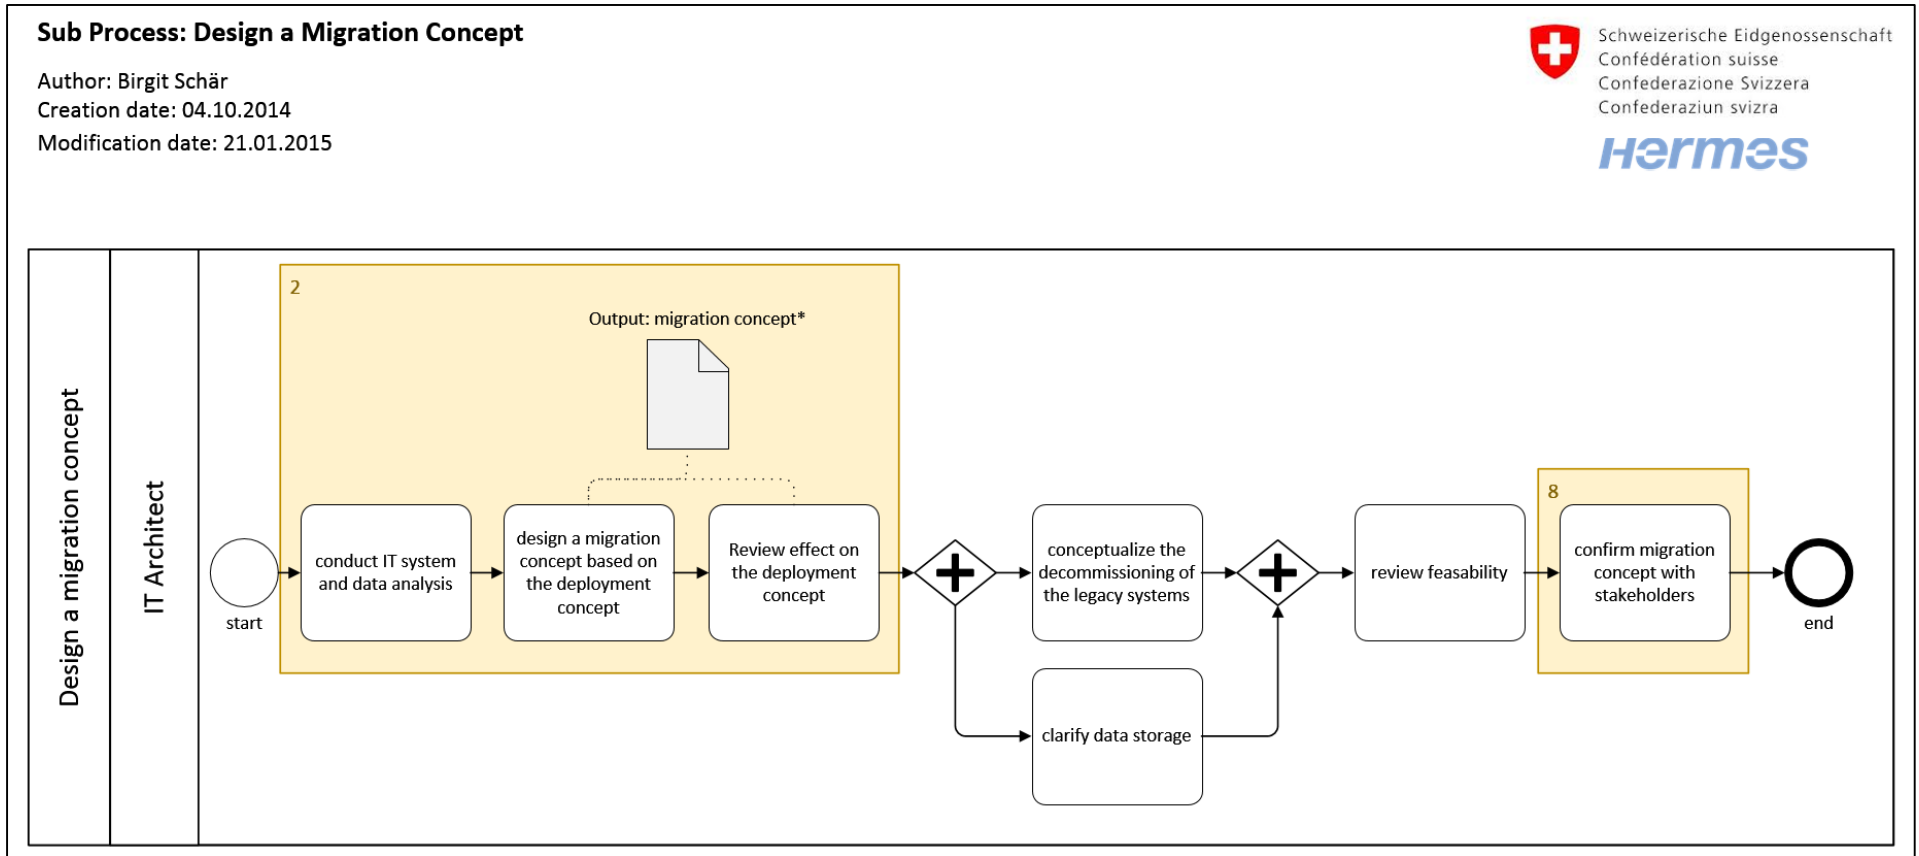 Sub Process: Design a Migration Concept
Author: Birgit Schär
Creation date: 04.10.2014
Modification date: 21.01.2015
Schweizerische Eidgenossenschaft
Confédération suisse
Confederazione Svizzera
Confederaziun svizra
Hermes
Design a migration concept
IT Architect
2
Output: migration concept*
start
conduct IT system
and data analysis
design a migration
concept based on
the deployment
concept
Review effect on
the deployment
concept
conceptualize the
decommissioning of
the legacy systems
clarify data storage
review feasability
8
confirm migration
concept with
stakeholders
end